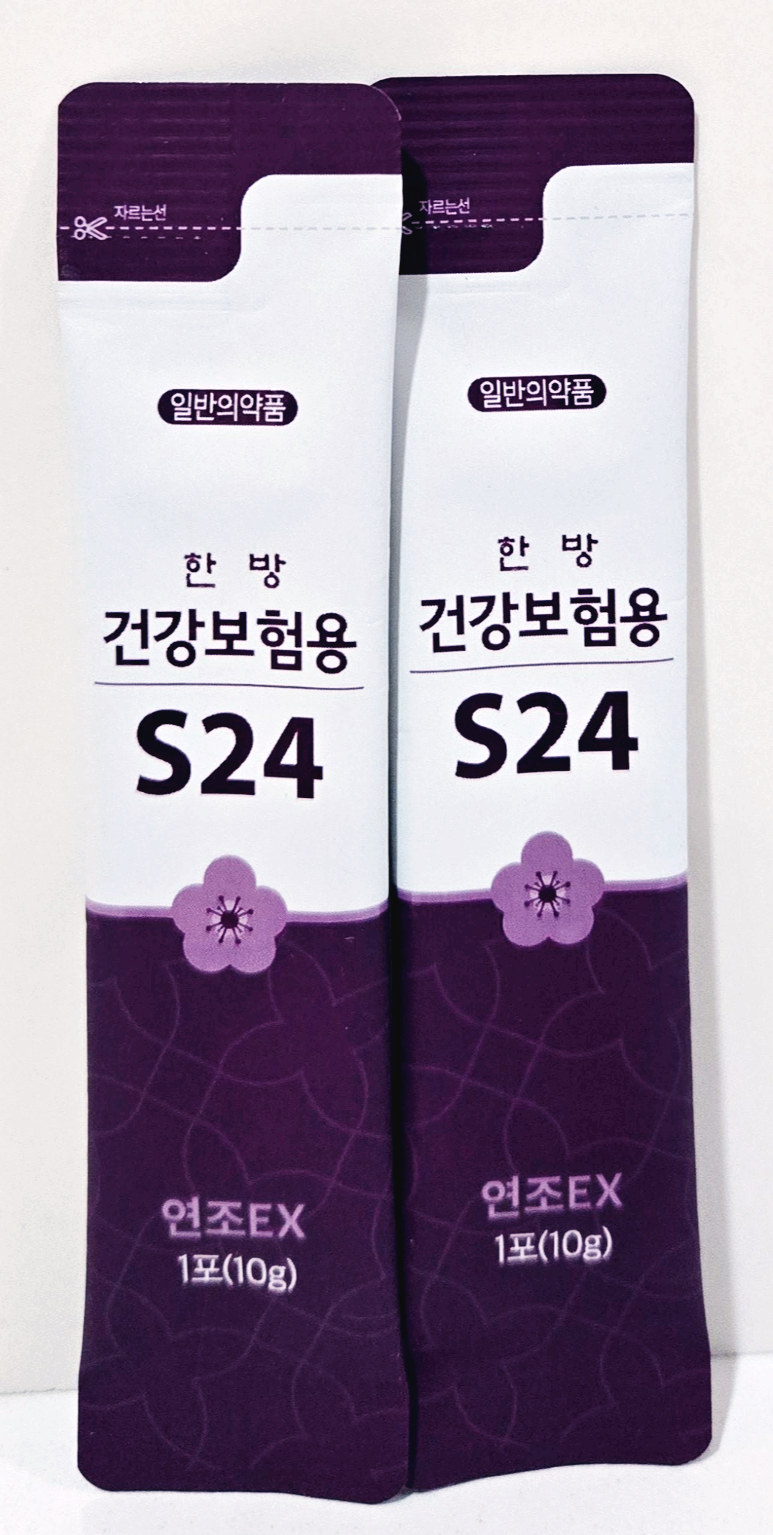 자르는선
일반의약품
한 방
건강보험용
S24
연조EX
1포(10g)
자르는선
일반의약품
한 방
건강보험용
S24
연조EX
1포(10g)